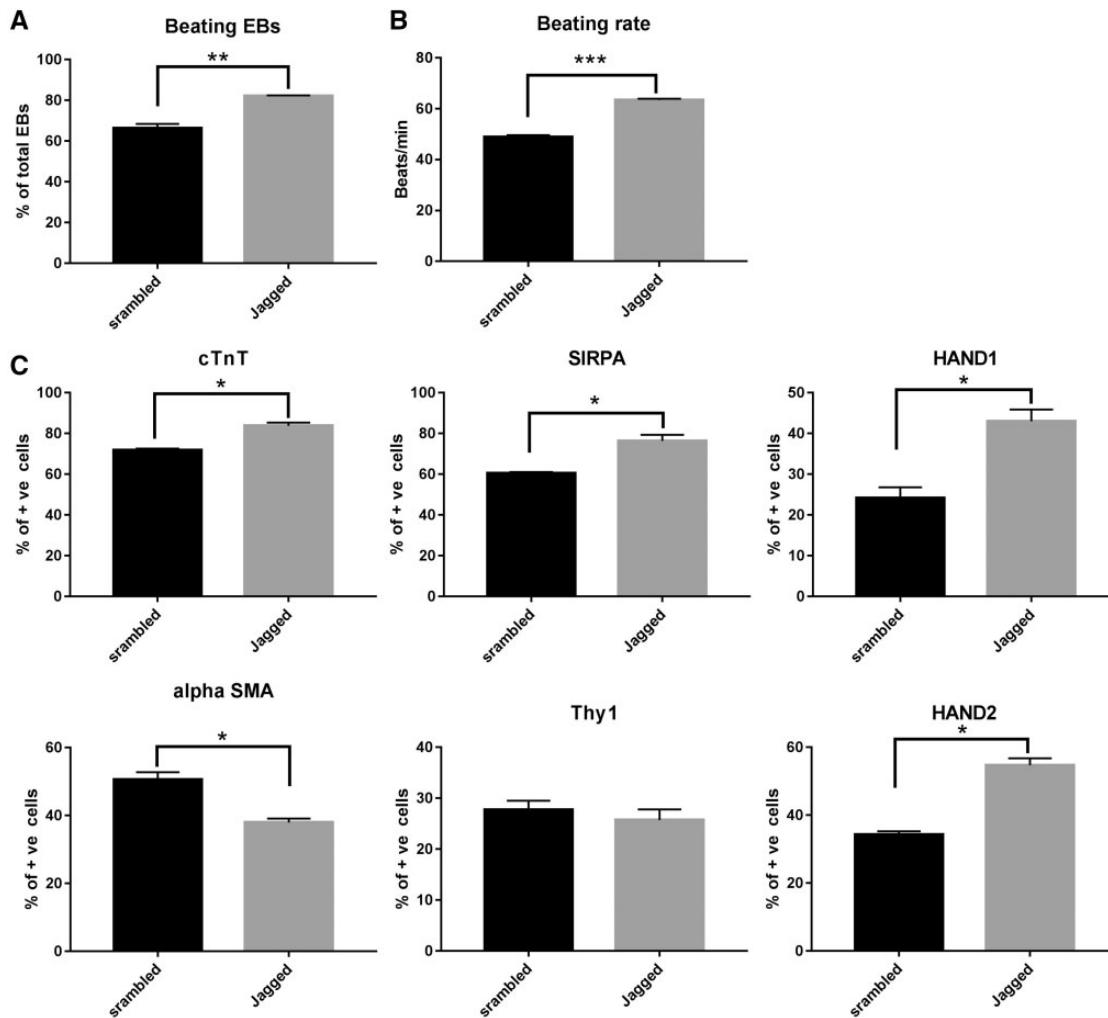 A
Beating EBs
% of total EBs
100
80
60
40
20
0
**
srambled
Jagged
B
Beating rate
Beats/min
80
60
40
20
0
***
srambled
Jagged
C
cTnT
% of + ve cells
100
80
60
40
20
0
*
srambled
Jagged
SIRPA
% of + ve cells
100
80
60
40
20
0
*
srambled
Jagged
HAND1
% of + ve cells
50
40
30
20
10
0
*
srambled
Jagged
alpha SMA
% of + ve cells
60
40
20
0
*
srambled
Jagged
Thy1
% of + ve cells
40
30
20
10
0
srambled
Jagged
HAND2
% of + ve cells
60
40
20
0
*
srambled
Jagged